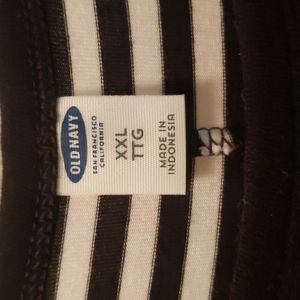 OLD NAVY
SAN FRANCISCO
CALIFORNIA
XXL
TTG
MADE IN
INDONESIA